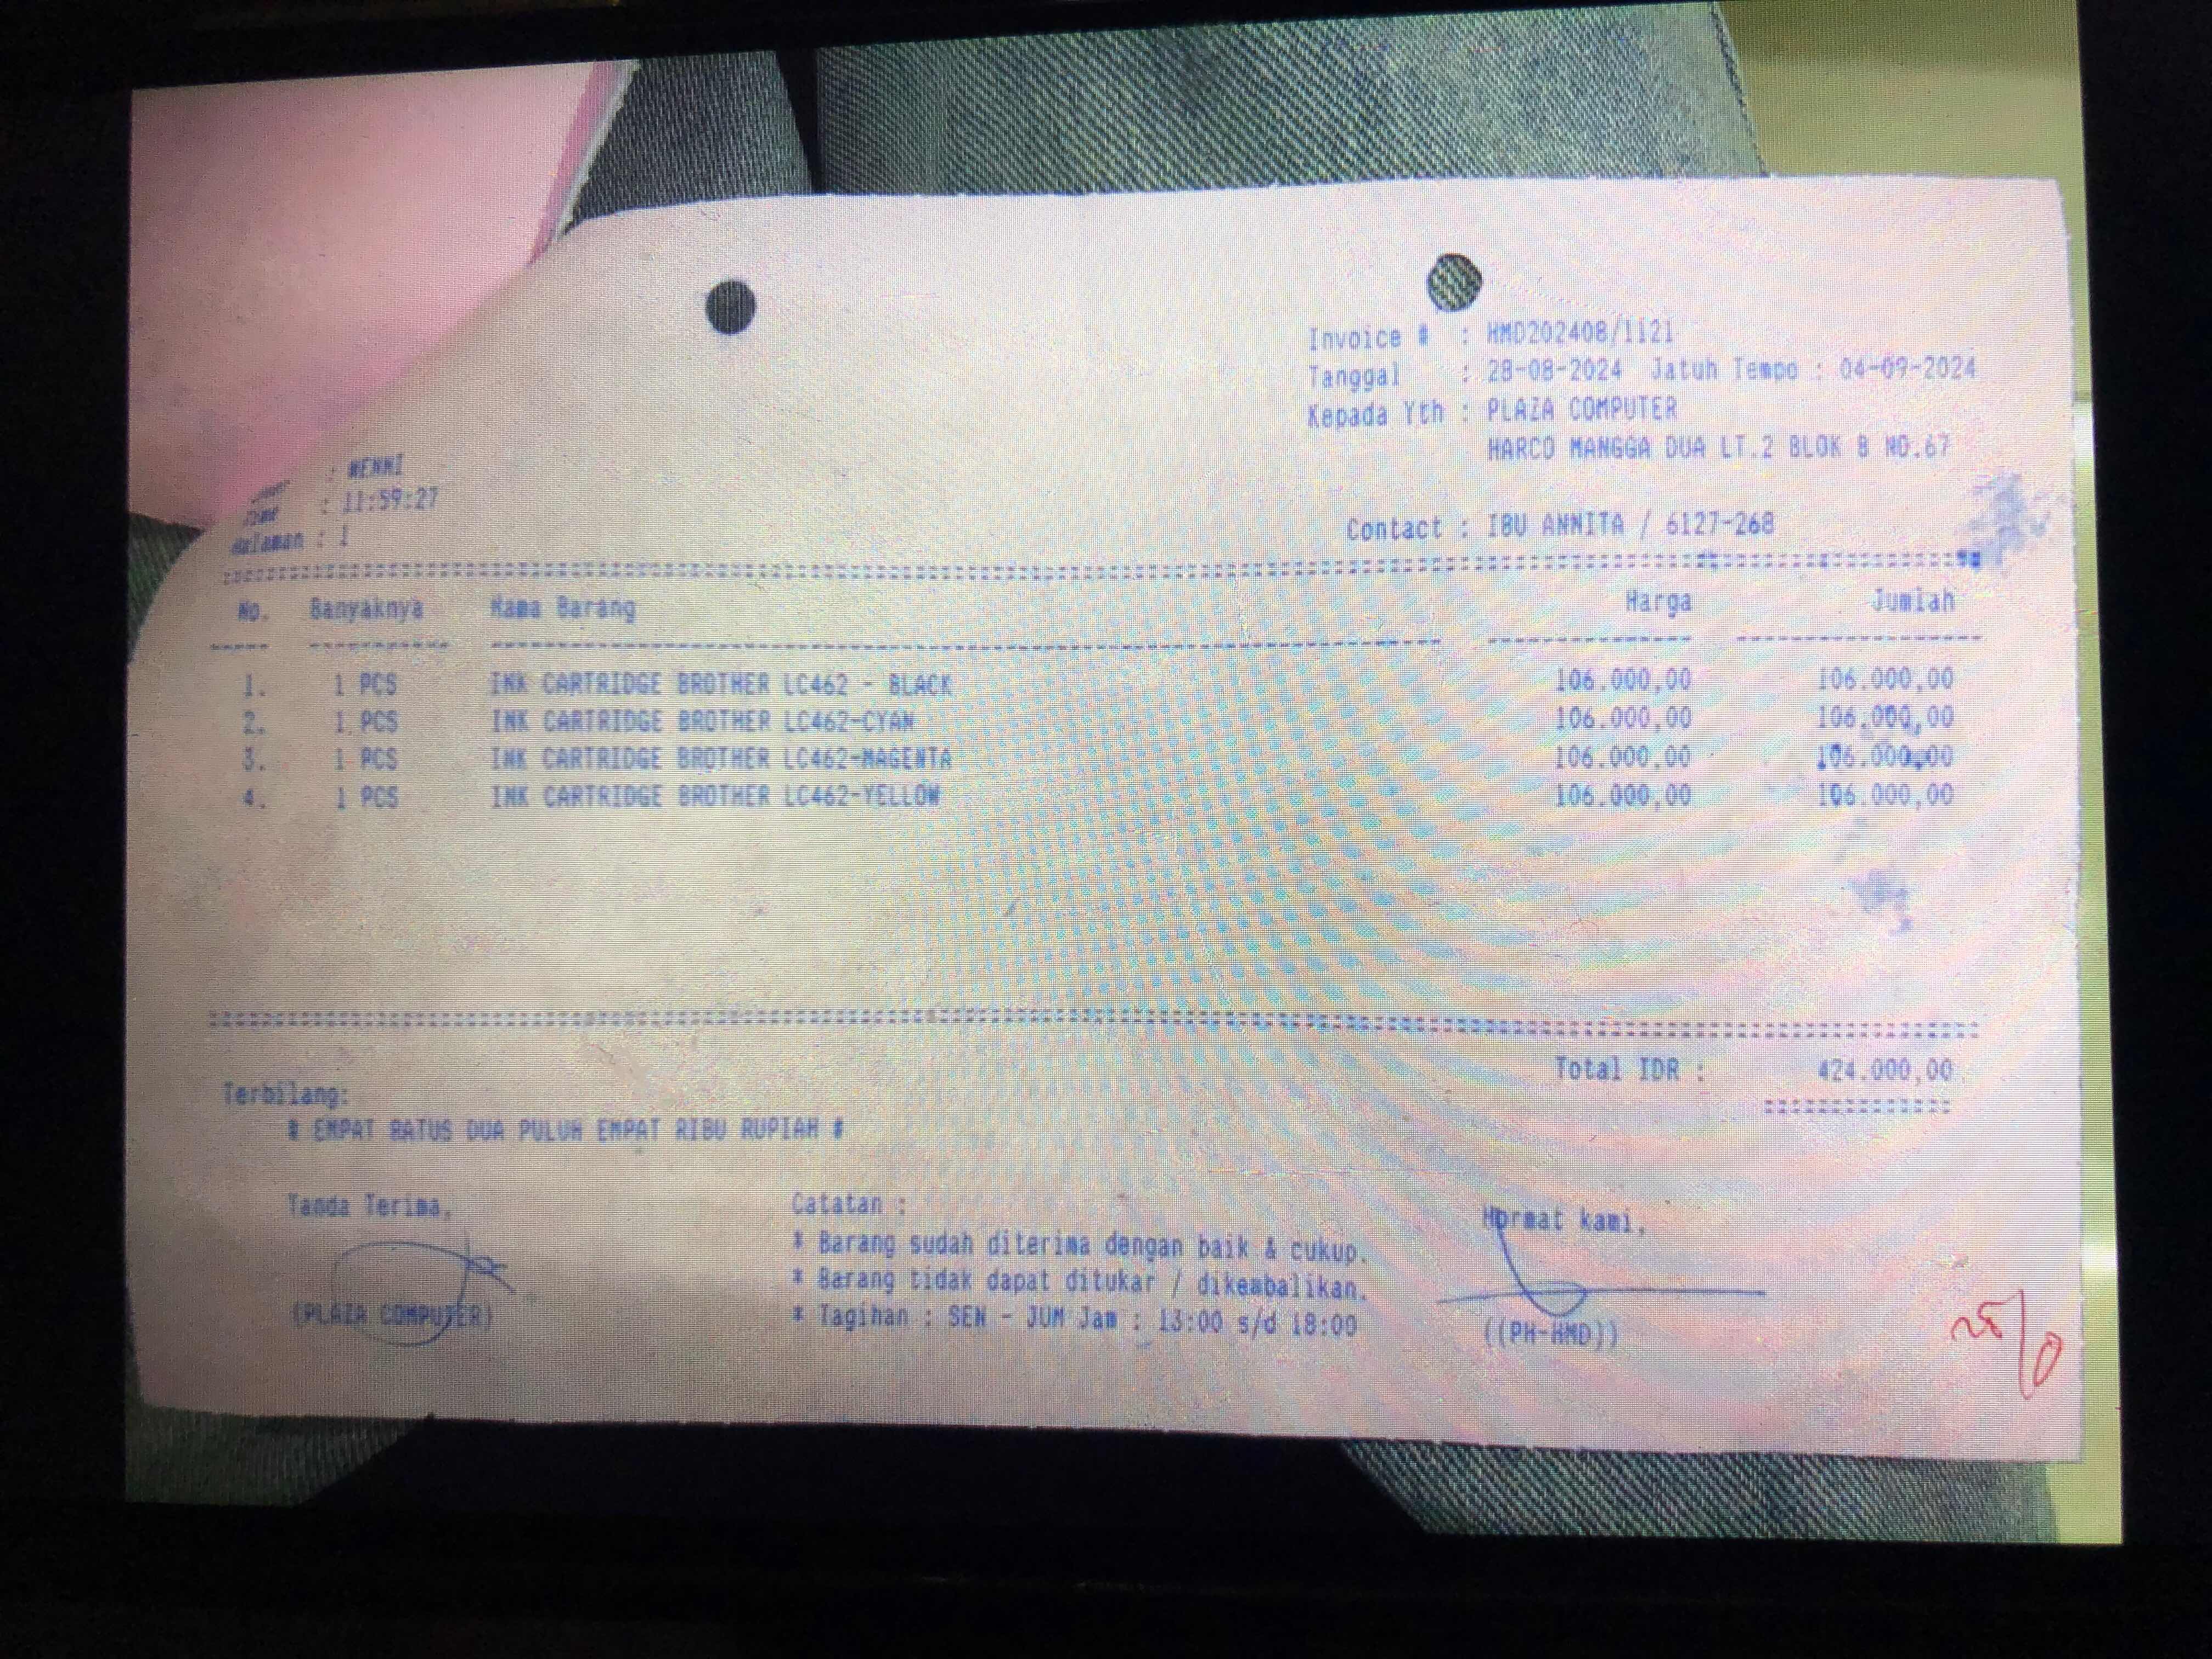 Invoice # : HMD202408/1121
Tanggal : 28-08-2024 Jatuh Tempo : 04-09-2024
Kepada Yth : PLAZA COMPUTER
HARCO MANGGA DUA LT.2 BLOK B NO.67
: WENNI
: 11:59:27
Halaman : 1
Contact : IBU ANNITA / 6127-268
No. Banyaknya Nama Barang Harga Jumlah
1. 1 PCS INK CARTRIDGE BROTHER LC462 - BLACK 106.000,00 106.000,00
2. 1 PCS INK CARTRIDGE BROTHER LC462-CYAN 106.000,00 106.000,00
3. 1 PCS INK CARTRIDGE BROTHER LC462-MAGENTA 106.000,00 106.000,00
4. 1 PCS INK CARTRIDGE BROTHER LC462-YELLOW 106.000,00 106.000,00
Total IDR : 424.000,00
Terbilang:
# EMPAT RATUS DUA PULUH EMPAT RIBU RUPIAH #
Tanda Terima, Catatan : Hormat kami,
* Barang sudah diterima dengan baik & cukup.
* Barang tidak dapat ditukar / dikembalikan.
(PLAZA COMPUTER) * Tagihan : SEN - JUM Jam : 13:00 s/d 18:00 ((PH-HMD))